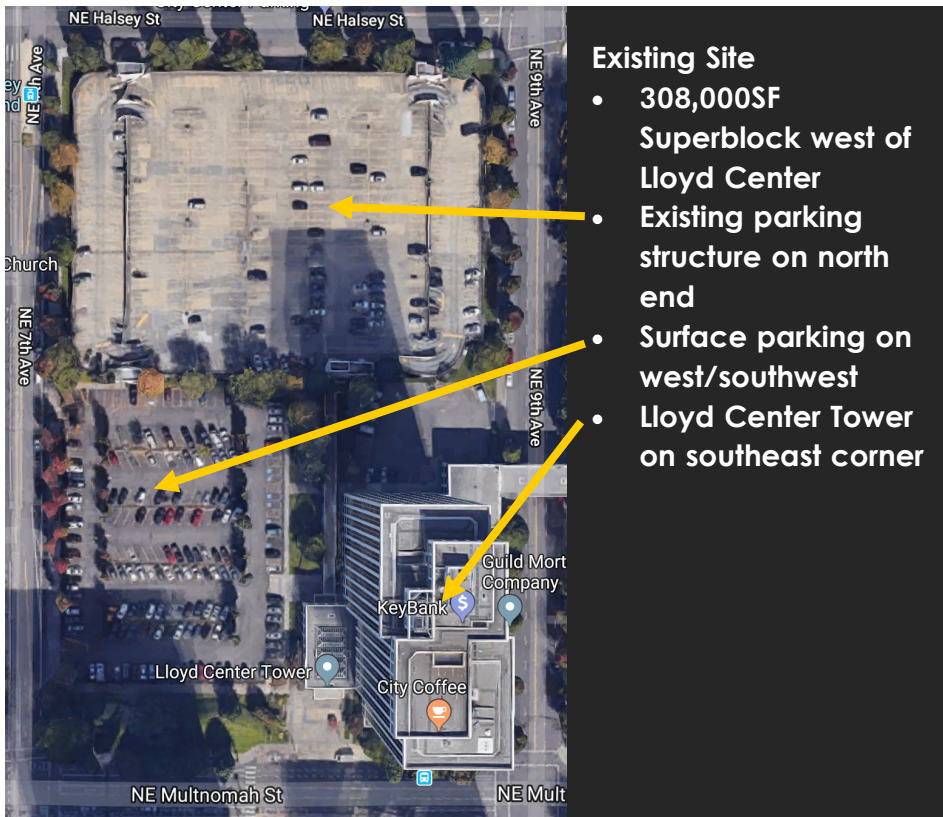 NE Halsey St
NE Halsey St
NE 9th Ave
Church
NE 7th Ave
NE 9th Ave
Guild Mort
Company
KeyBank
$
Lloyd Center Tower
City Coffee
NE Multnomah St
NE Mult
Existing Site
• 308,000SF
Superblock west of
Lloyd Center
• Existing parking
structure on north
end
• Surface parking on
west/southwest
• Lloyd Center Tower
on southeast corner